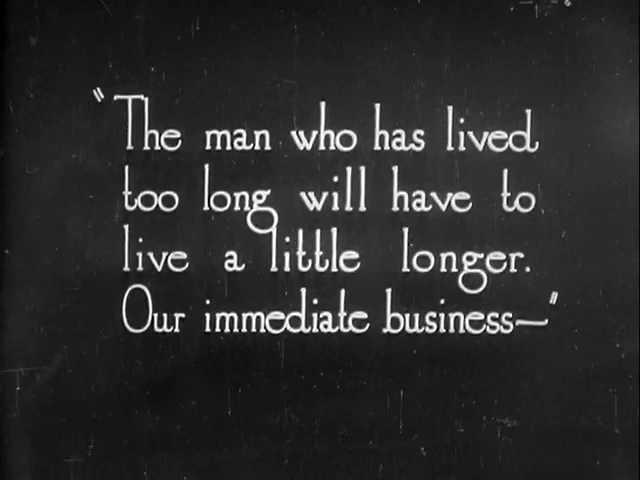 "The man who has lived
too long will have to
live a little longer.
Our immediate business—"